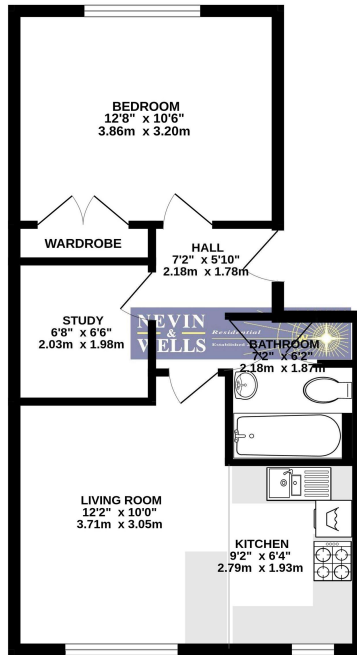 BEDROOM
12'8" x 10'6"
3.86m x 3.20m
WARDROBE
HALL
7'2" x 5'10"
2.18m x 1.78m
STUDY
6'8" x 6'6"
2.03m x 1.98m
NEVIN
&
WELLS
Residential
Established
BATHROOM
7'2" x 6'2"
2.18m x 1.87m
LIVING ROOM
12'2" x 10'0"
3.71m x 3.05m
KITCHEN
9'2" x 6'4"
2.79m x 1.93m